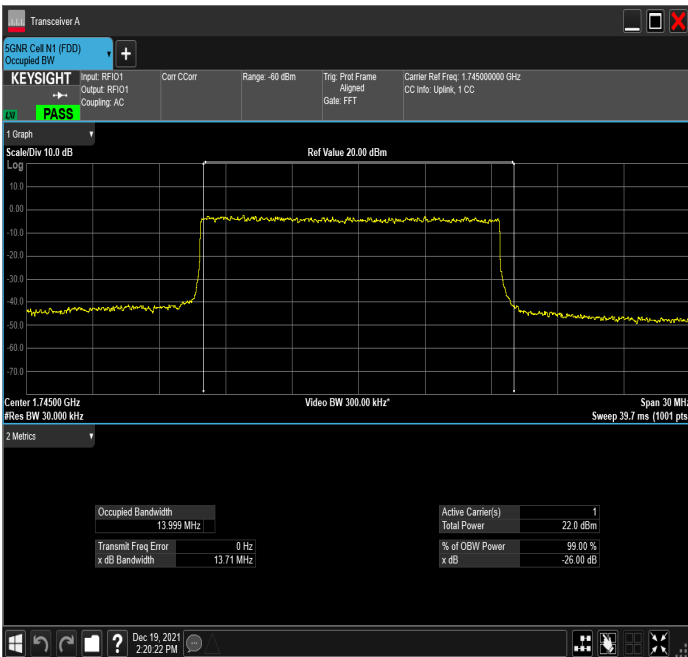 Transceiver A
5GNR Cell N1 (FDD)
Occupied BW
+
KEYSIGHT
LXI PASS
Input: RFIO1
Output: RFIO1
Coupling: AC
Corr CCorr
Range: -60 dBm
Trig: Prot Frame
Aligned
Gate: FFT
Carrier Ref Freq: 1.745000000 GHz
CC Info: Uplink, 1 CC
1 Graph
Scale/Div 10.0 dB
Ref Value 20.00 dBm
Log
10.0
0.00
-10.0
-20.0
-30.0
-40.0
-50.0
-60.0
-70.0
Center 1.74500 GHz
Video BW 300.00 kHz*
Span 30 MHz
#Res BW 30.000 kHz
Sweep 39.7 ms (1001 pts
2 Metrics
Occupied Bandwidth
13.999 MHz
Transmit Freq Error 0 Hz
x dB Bandwidth 13.71 MHz
Active Carrier(s) 1
Total Power 22.0 dBm
% of OBW Power 99.00 %
x dB -26.00 dB
?
Dec 19, 2021
2:20:22 PM